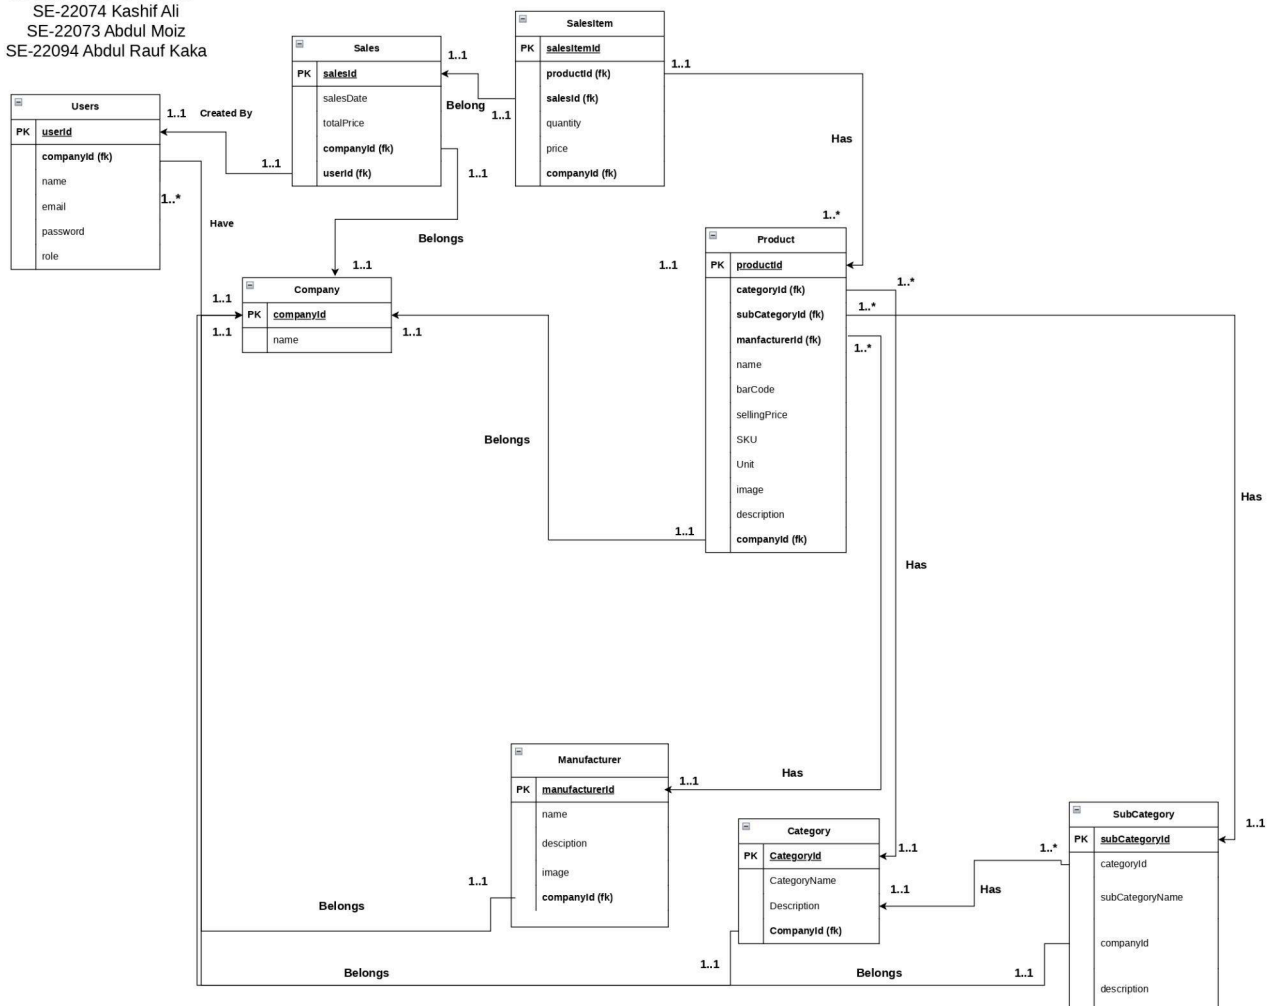 SE-22074 Kashif Ali
SE-22073 Abdul Moiz
SE-22094 Abdul Rauf Kaka
Users
PK userId
companyId (fk)
name
email
password
role
1..1
Created By
1..1
1..*
Have
Sales
PK salesId
salesDate
totalPrice
companyId (fk)
userId (fk)
1..1
Belong
1..1
1..1
Belongs
1..1
SalesItem
PK salesItemId
productId (fk)
salesId (fk)
quantity
price
companyId (fk)
1..1
Has
1..*
Company
PK companyId
name
1..1
1..1
1..1
Belongs
1..1
1..1
Product
PK productId
categoryId (fk)
subCategoryId (fk)
manfacturerId (fk)
name
barCode
sellingPrice
SKU
Unit
image
description
companyId (fk)
1..*
1..*
1..*
Has
Has
Manufacturer
PK manufacturerId
name
desciption
image
companyId (fk)
1..1
Has
1..1
Belongs
Category
PK CategoryId
CategoryName
Description
CompanyId (fk)
1..1
1..1
Has
1..*
1..1
Belongs
SubCategory
PK subCategoryId
categoryId
subCategoryName
companyId
description
1..1
Belongs
1..1